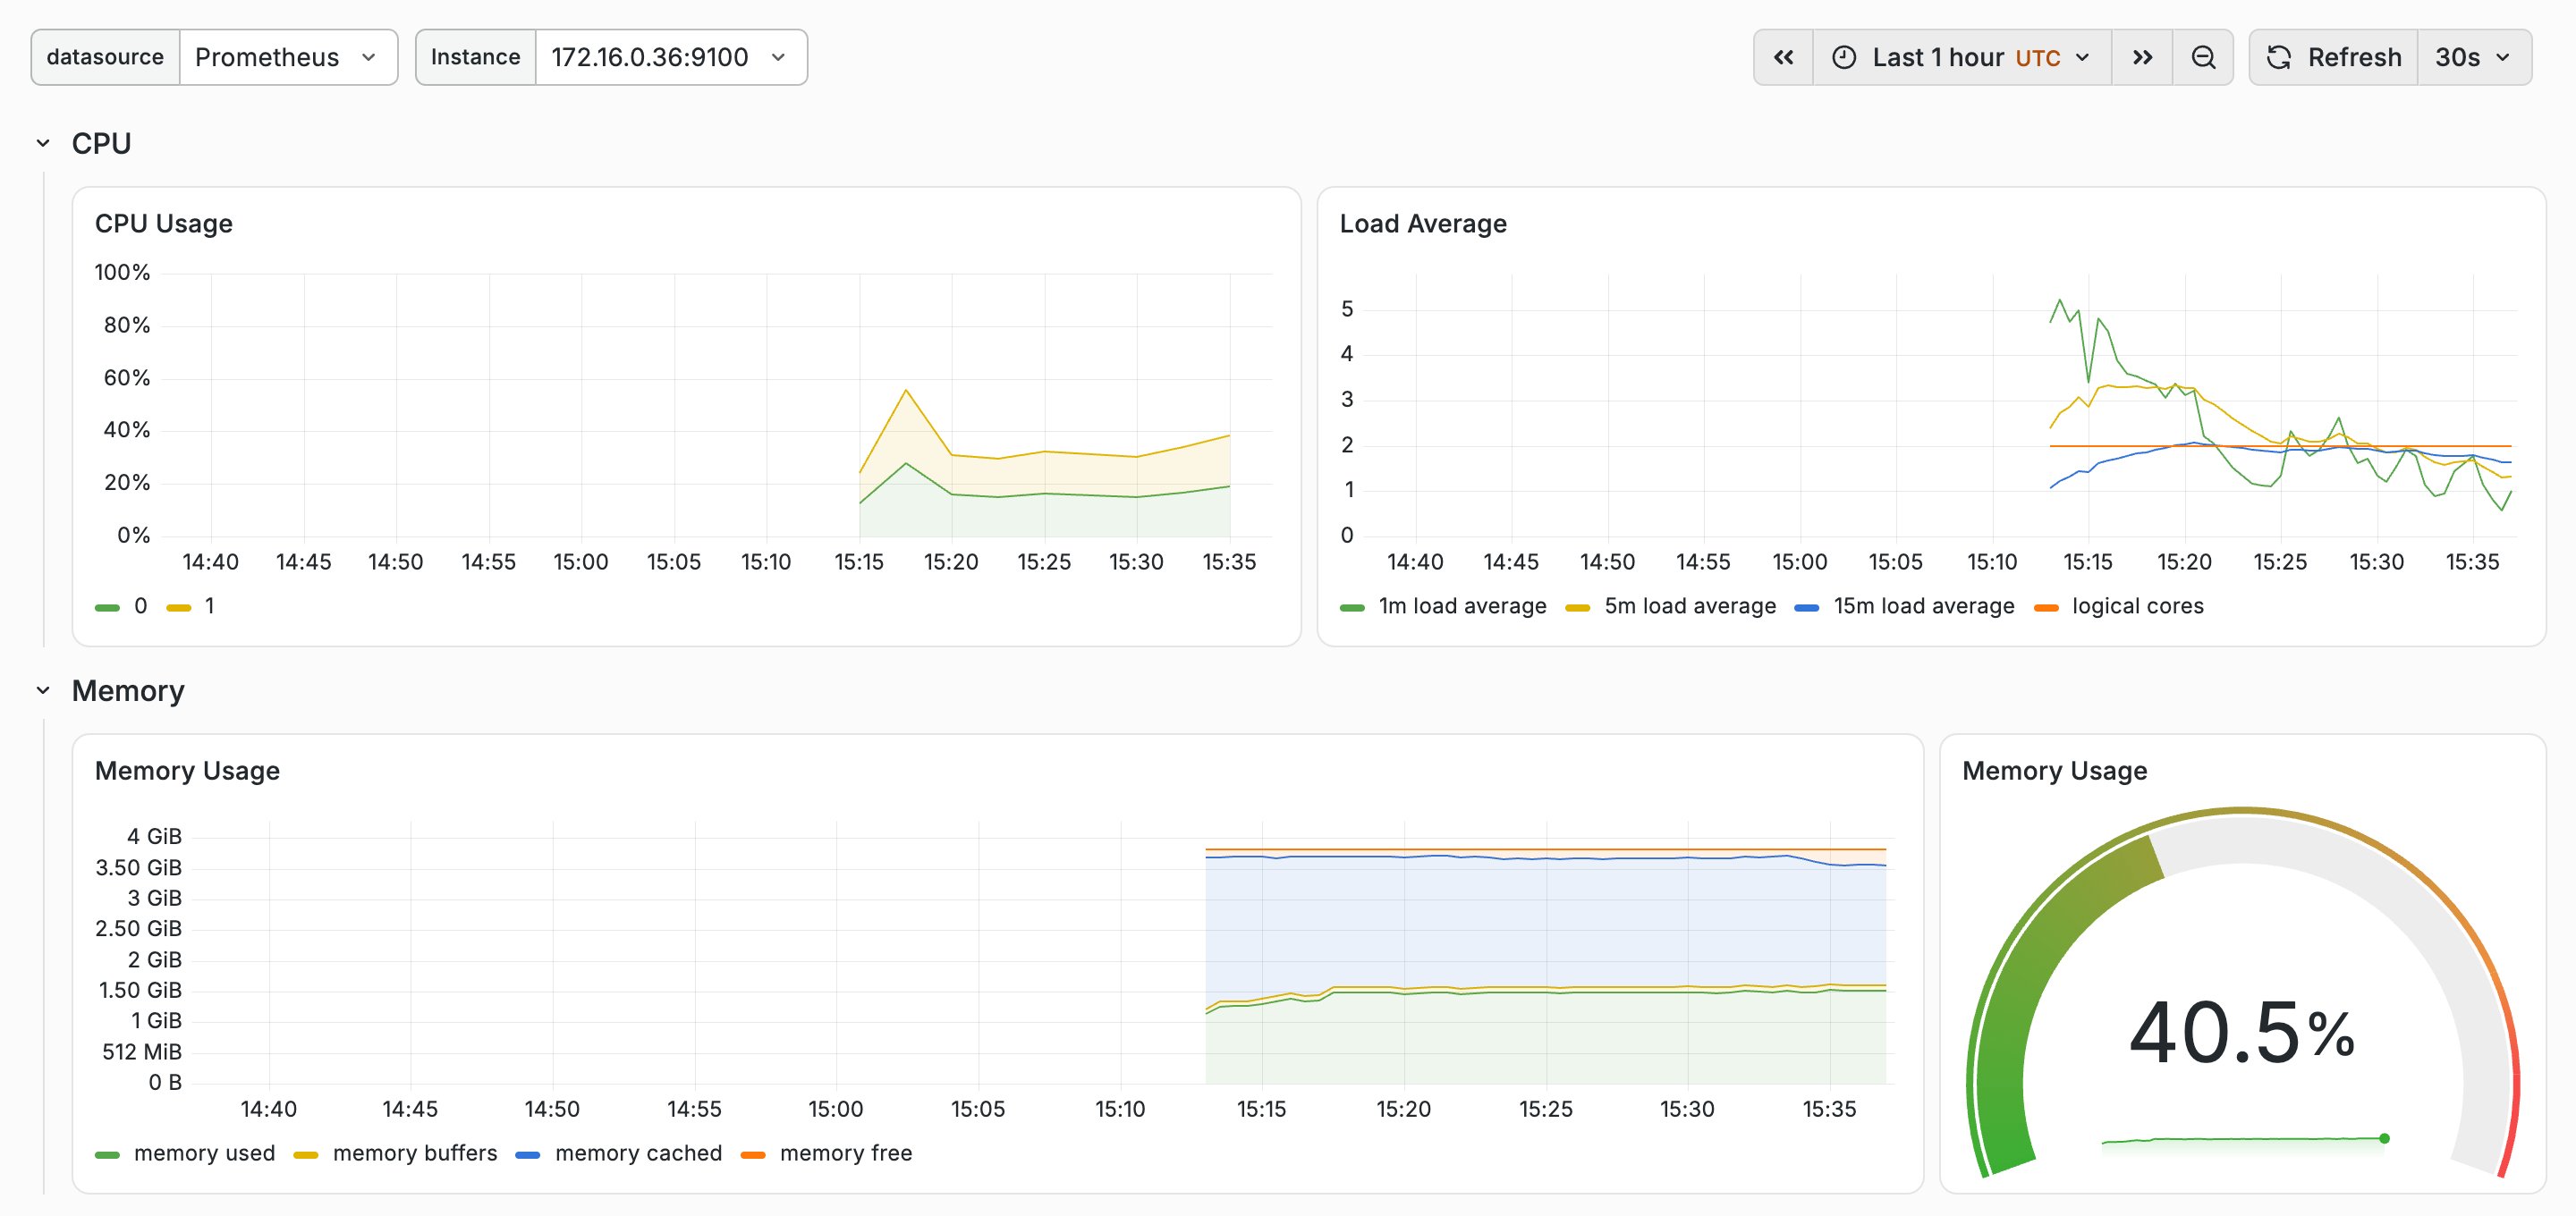 datasource Prometheus Instance 172.16.0.36:9100 Last 1 hour UTC Refresh 30s
CPU
CPU Usage
100%
80%
60%
40%
20%
0%
14:40 14:45 14:50 14:55 15:00 15:05 15:10 15:15 15:20 15:25 15:30 15:35
0 1
Load Average
5
4
3
2
1
0
14:40 14:45 14:50 14:55 15:00 15:05 15:10 15:15 15:20 15:25 15:30 15:35
1m load average 5m load average 15m load average logical cores
Memory
Memory Usage
4 GiB
3.50 GiB
3 GiB
2.50 GiB
2 GiB
1.50 GiB
1 GiB
512 MiB
0 B
14:40 14:45 14:50 14:55 15:00 15:05 15:10 15:15 15:20 15:25 15:30 15:35
memory used memory buffers memory cached memory free
Memory Usage
40.5%